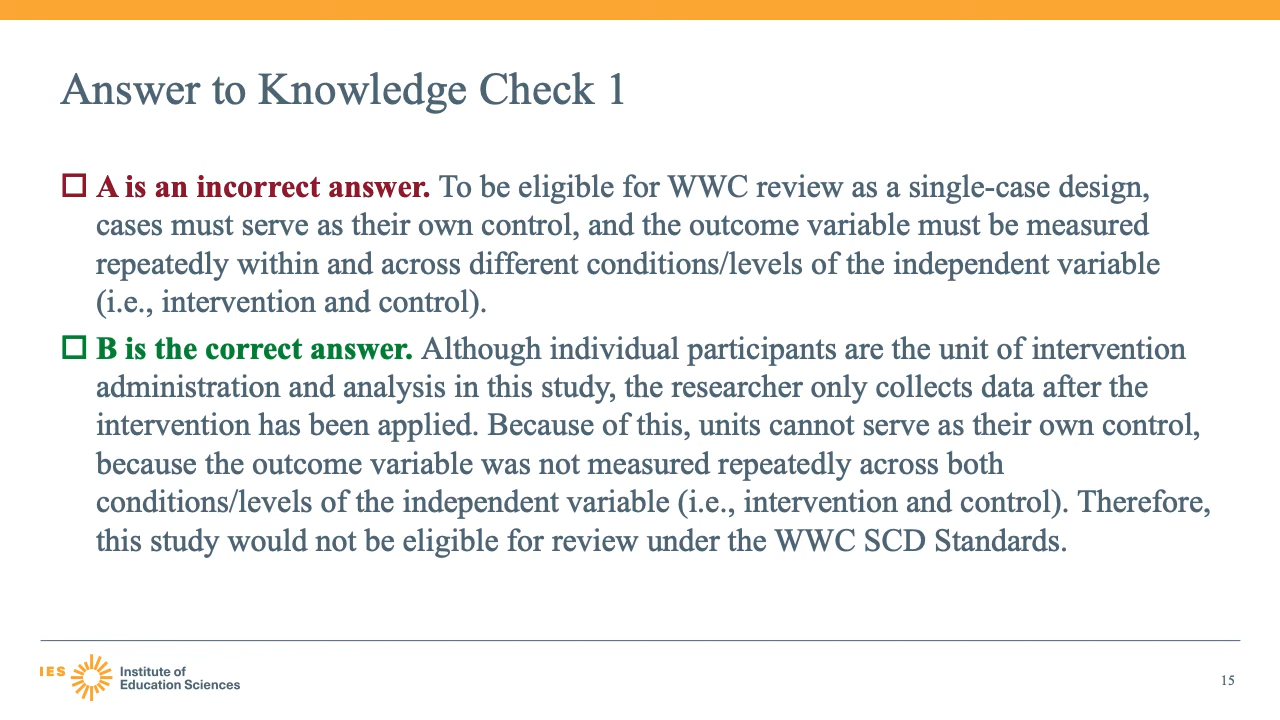 Answer to Knowledge Check 1
A is an incorrect answer. To be eligible for WWC review as a single-case design,
cases must serve as their own control, and the outcome variable must be measured
repeatedly within and across different conditions/levels of the independent variable
(i.e., intervention and control).
B is the correct answer. Although individual participants are the unit of intervention
administration and analysis in this study, the researcher only collects data after the
intervention has been applied. Because of this, units cannot serve as their own control,
because the outcome variable was not measured repeatedly across both
conditions/levels of the independent variable (i.e., intervention and control). Therefore,
this study would not be eligible for review under the WWC SCD Standards.
IES
Institute of
Education Sciences
15